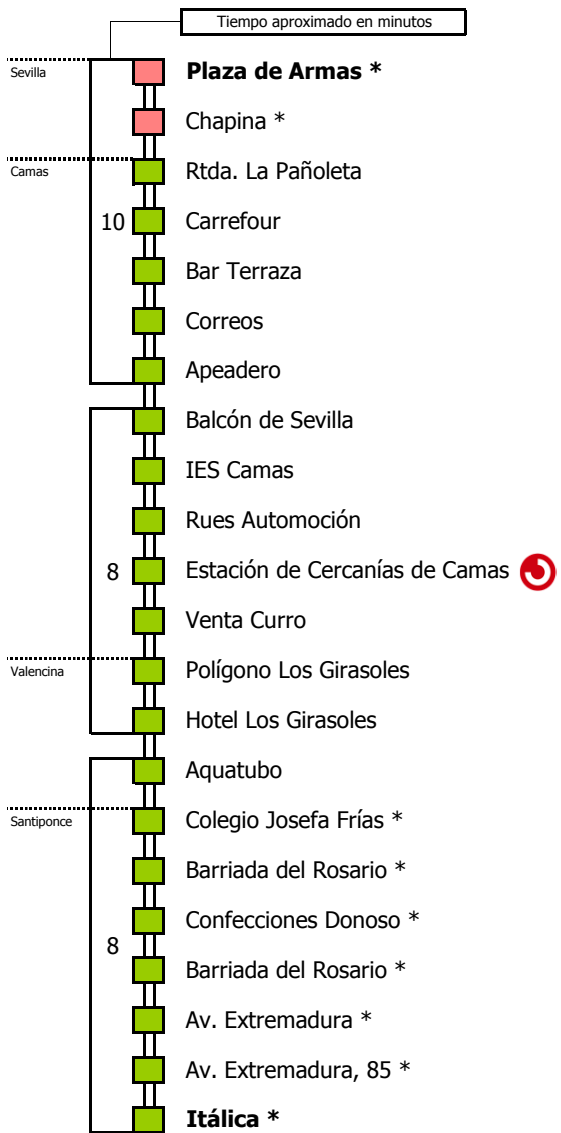 Tiempo aproximado en minutos
Sevilla
Plaza de Armas *
Chapina *
Camas
Rtda. La Pañoleta
10
Carrefour
Bar Terraza
Correos
Apeadero
Balcón de Sevilla
IES Camas
Rues Automoción
8
Estación de Cercanías de Camas
Venta Curro
Valencina
Polígono Los Girasoles
Hotel Los Girasoles
Aquatubo
Santiponce
Colegio Josefa Frías *
Barriada del Rosario *
Confecciones Donoso *
8
Barriada del Rosario *
Av. Extremadura *
Av. Extremadura, 85 *
Itálica *